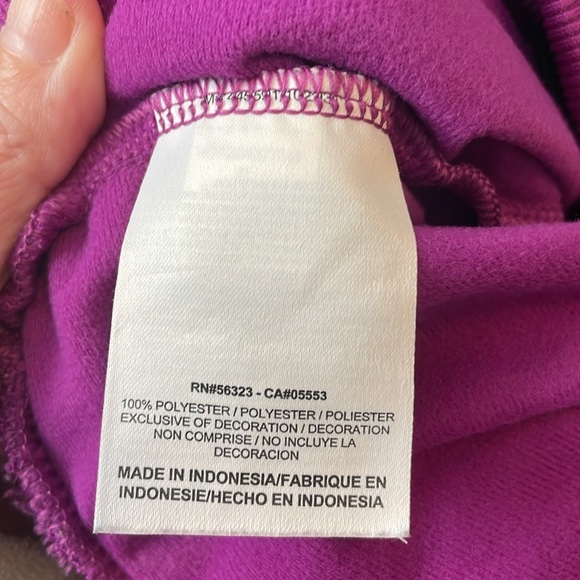 RN#56323 - CA#05553
100% POLYESTER / POLYESTER / POLIESTER
EXCLUSIVE OF DECORATION / DECORATION
NON COMPRISE / NO INCLUYE LA
DECORACION
MADE IN INDONESIA/FABRIQUE EN
INDONESIE/HECHO EN INDONESIA